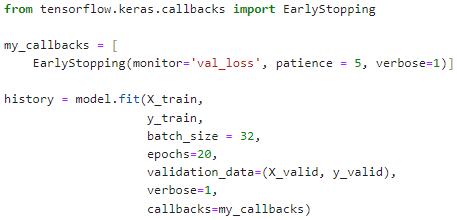 from tensorflow.keras.callbacks import EarlyStopping
my_callbacks = [
    EarlyStopping(monitor='val_loss', patience = 5, verbose=1)]
history = model.fit(X_train,
                    y_train,
                    batch_size = 32,
                    epochs=20,
                    validation_data=(X_valid, y_valid),
                    verbose=1,
                    callbacks=my_callbacks)